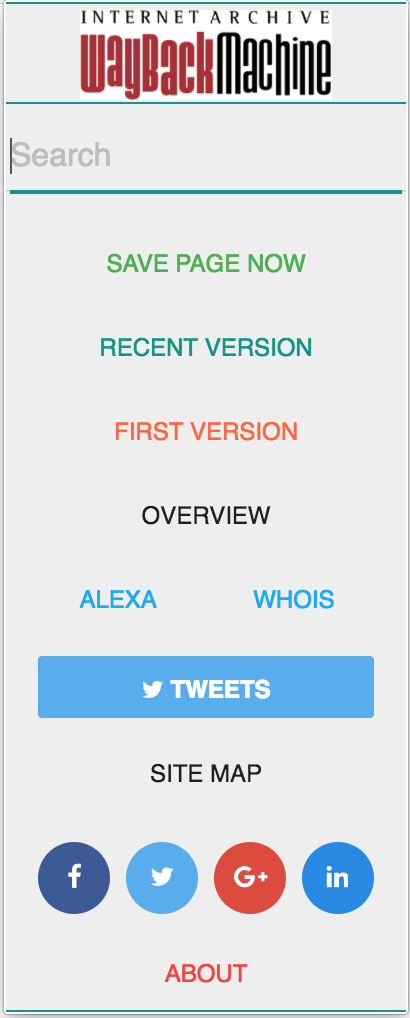 INTERNET ARCHIVE
WayBackMachine
Search
SAVE PAGE NOW
RECENT VERSION
FIRST VERSION
OVERVIEW
ALEXA WHOIS
TWEETS
SITE MAP
f G+ in
ABOUT